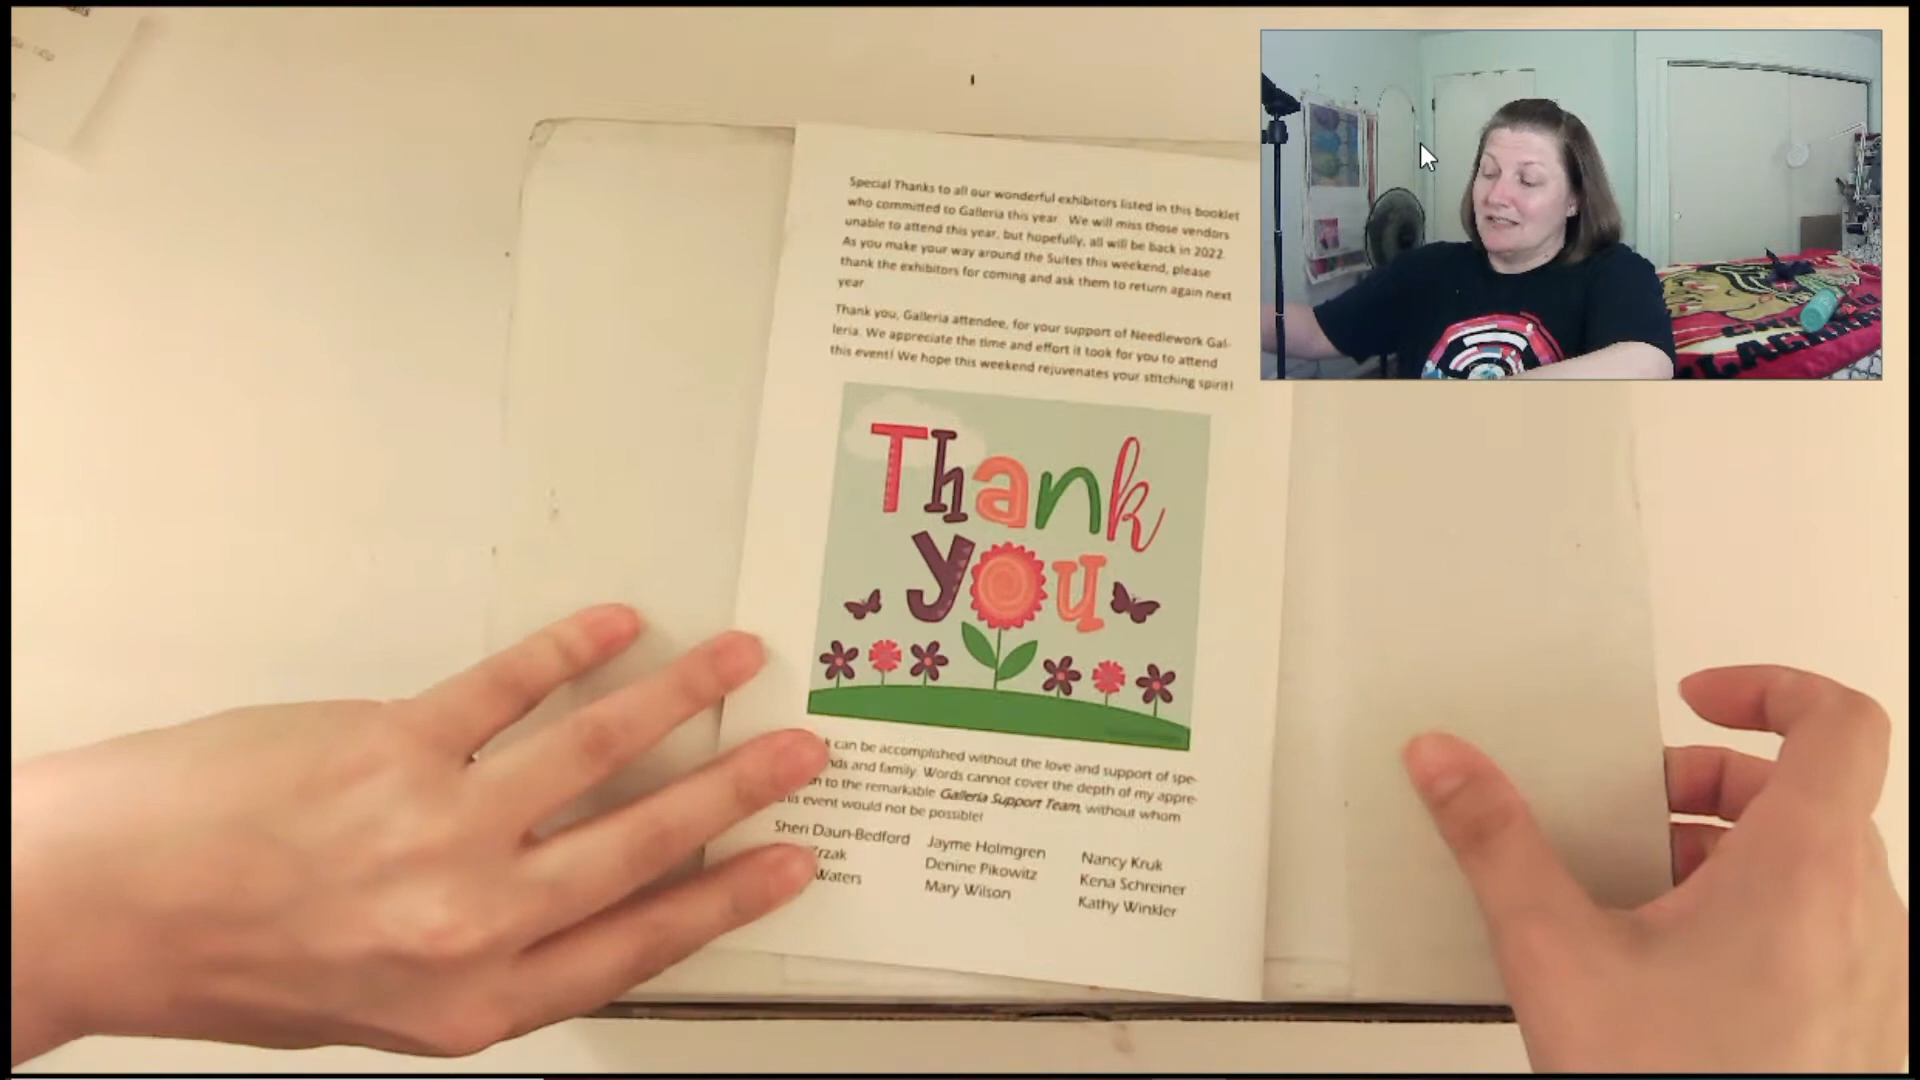 Special Thanks to all our wonderful exhibitors listed in this booklet
who committed to Galleria this year. We will miss those vendors
unable to attend this year, but hopefully, all will be back in 2022.
As you make your way around the Suites this weekend, please
thank the exhibitors for coming and ask them to return again next
year.
Thank you, Galleria attendee, for your support of Needlework Gal-
leria. We appreciate the time and effort it took for you to attend
this event! We hope this weekend rejuvenates your stitching spirit!
Thank
you
can be accomplished without the love and support of spe-
and family. Words cannot cover the depth of my appre-
to the remarkable Galleria Support Team, without whom
this event would not be possible!
Sheri Daun-Bedford Jayme Holmgren Nancy Kruk
Denine Pikowitz Kena Schreiner
Waters Mary Wilson Kathy Winkler